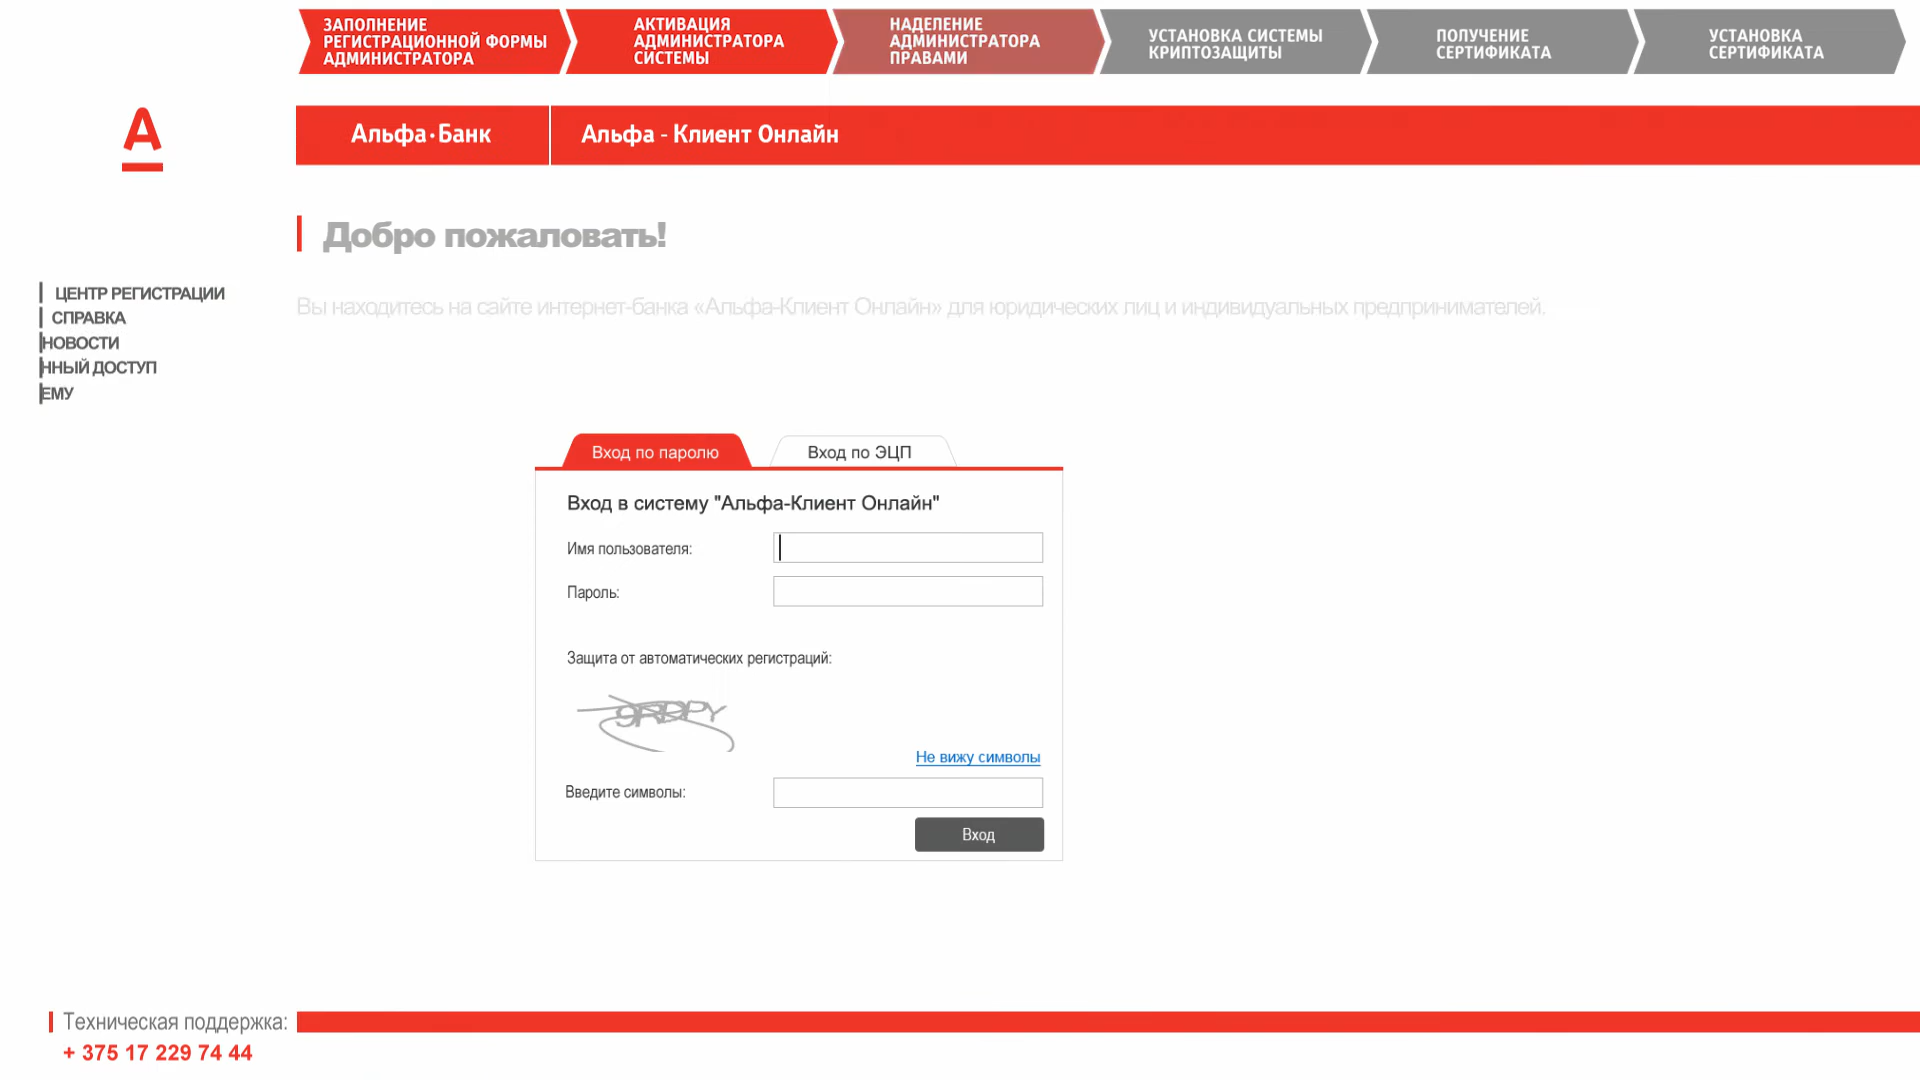 ЗАПОЛНЕНИЕ
РЕГИСТРАЦИОННОЙ ФОРМЫ
АДМИНИСТРАТОРА
АКТИВАЦИЯ
АДМИНИСТРАТОРА
СИСТЕМЫ
НАДЕЛЕНИЕ
АДМИНИСТРАТОРА
ПРАВАМИ
УСТАНОВКА СИСТЕМЫ
КРИПТОЗАЩИТЫ
ПОЛУЧЕНИЕ
СЕРТИФИКАТА
УСТАНОВКА
СЕРТИФИКАТА
А
Альфа·Банк
Альфа - Клиент Онлайн
Добро пожаловать!
Вы находитесь на сайте интернет-банка «Альфа-Клиент Онлайн» для юридических лиц и индивидуальных предпринимателей.
ЦЕНТР РЕГИСТРАЦИИ
СПРАВКА
НОВОСТИ
ННЫЙ ДОСТУП
ЕМУ
Вход по паролю
Вход по ЭЦП
Вход в систему "Альфа-Клиент Онлайн"
Имя пользователя:
Пароль:
Защита от автоматических регистраций:
9RDPY
Не вижу символы
Введите символы:
Вход
Техническая поддержка:
+ 375 17 229 74 44